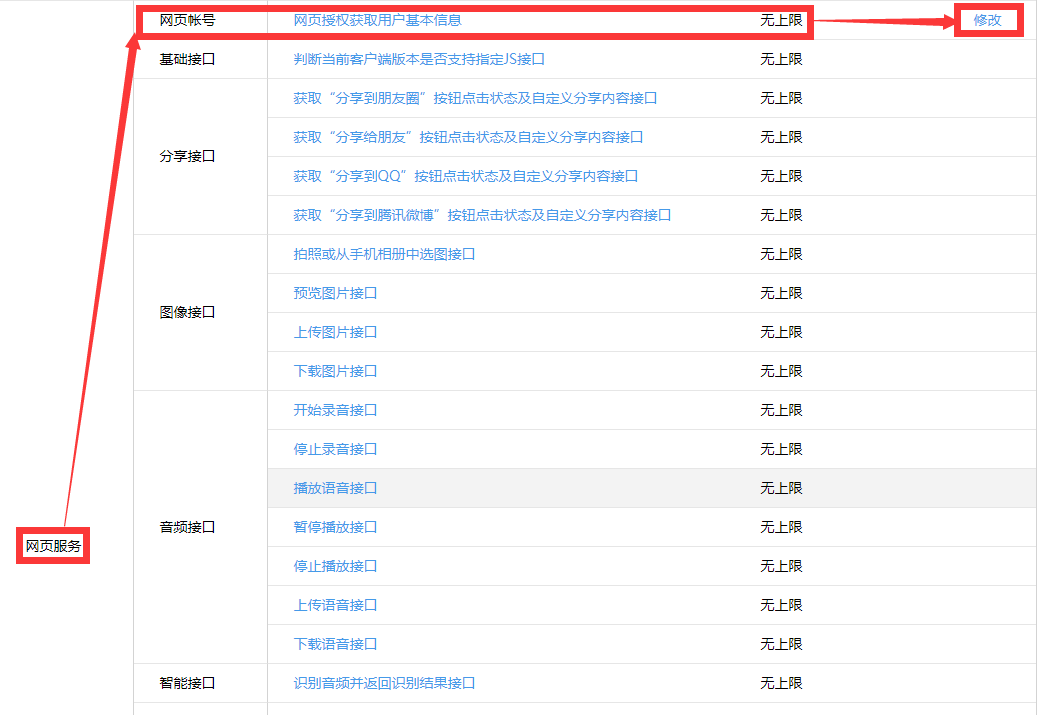 网页帐号 网页授权获取用户基本信息 无上限 修改
基础接口 判断当前客户端版本是否支持指定JS接口 无上限
获取“分享到朋友圈”按钮点击状态及自定义分享内容接口 无上限
获取“分享给朋友”按钮点击状态及自定义分享内容接口 无上限
分享接口
获取“分享到QQ”按钮点击状态及自定义分享内容接口 无上限
获取“分享到腾讯微博”按钮点击状态及自定义分享内容接口 无上限
拍照或从手机相册中选图接口 无上限
预览图片接口 无上限
图像接口
上传图片接口 无上限
下载图片接口 无上限
开始录音接口 无上限
停止录音接口 无上限
播放语音接口 无上限
音频接口 暂停播放接口 无上限
网页服务
停止播放接口 无上限
上传语音接口 无上限
下载语音接口 无上限
智能接口 识别音频并返回识别结果接口 无上限